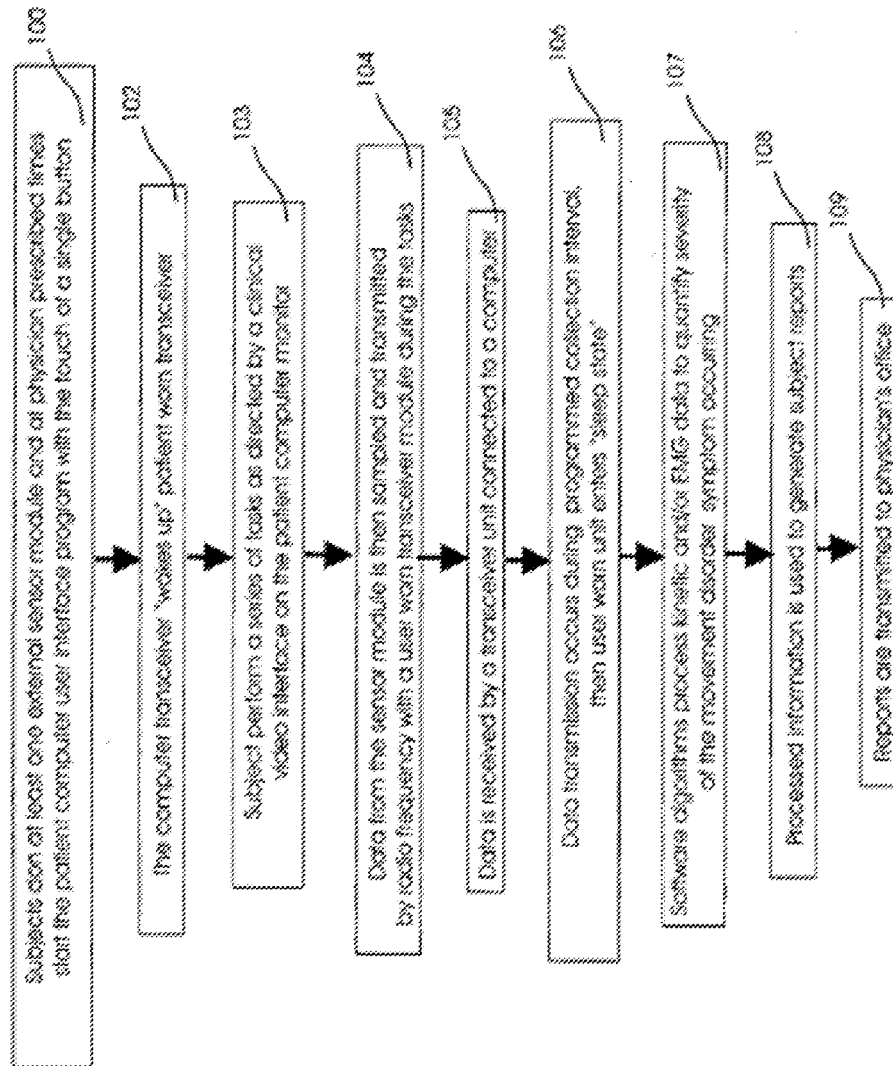 Subjects don at least one external sensor module and at physician prescribed times
start the patient computer user interface program with the touch of a single button
100
The computer transceiver "wakes up" patient worn transceiver
102
Subject perform a series of tasks as directed by a clinical
video interface on the patient computer monitor
103
Data from the sensor module is then sampled and transmitted
by radio frequency with a user worn transceiver module during the tasks
104
Data is received by a transceiver unit connected to a computer
105
Data transmission occurs during programmed collection interval,
then user worn unit enters "sleep state"
106
Software algorithms process kinetic and/or EMG data to quantify severity
of the movement disorder symptom occuring
107
Processed information is used to generate subject reports
108
Reports are transmitted to physician's office
109